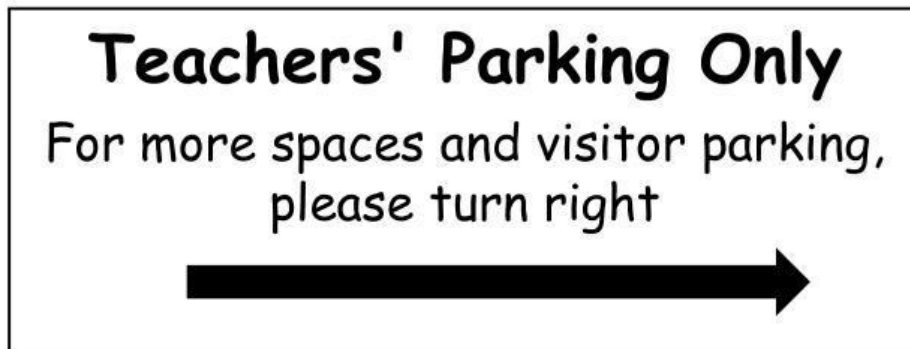 Teachers' Parking Only
For more spaces and visitor parking,
please turn right